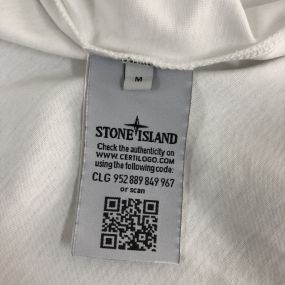 M
STONE ISLAND
Check the authenticity on
WWW.CERTILOGO.COM
using the following code:
CLG 952 889 849 967
or scan